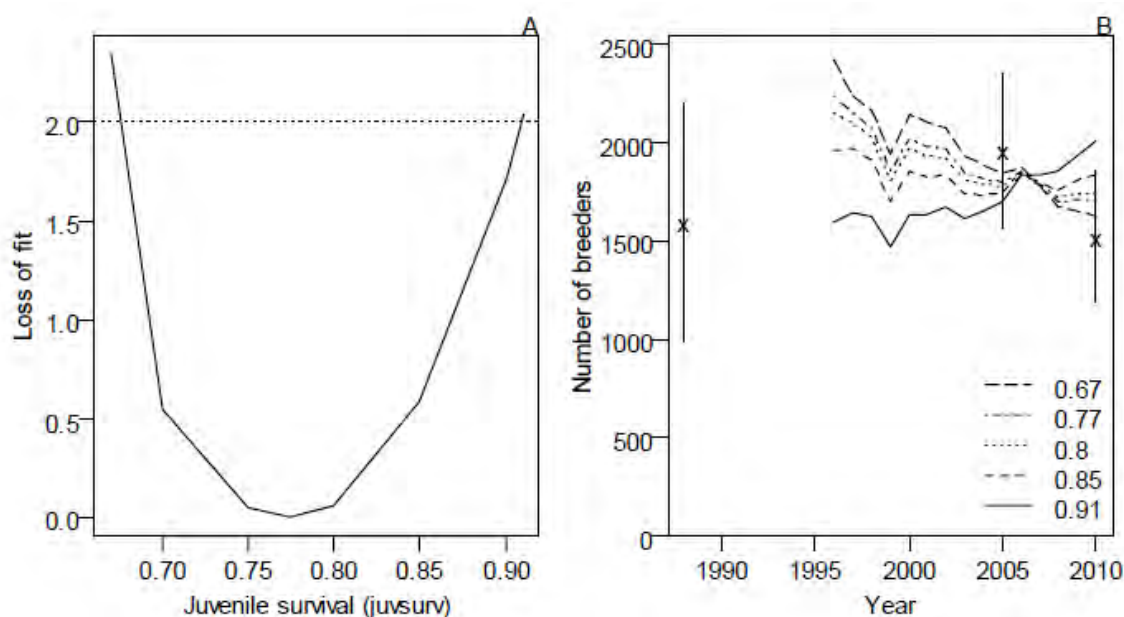 A
Loss of fit
2.0
1.5
1.0
0.5
0.0
0.70 0.75 0.80 0.85 0.90
Juvenile survival (juvsurv)
B
Number of breeders
2500
2000
1500
1000
500
0
0.67
0.77
0.8
0.85
0.91
1990 1995 2000 2005 2010
Year